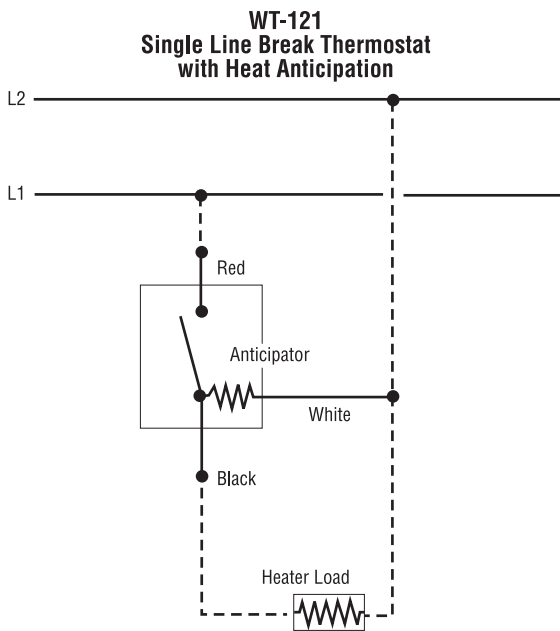 WT-121
Single Line Break Thermostat
with Heat Anticipation
L2
L1
Red
Anticipator
White
Black
Heater Load